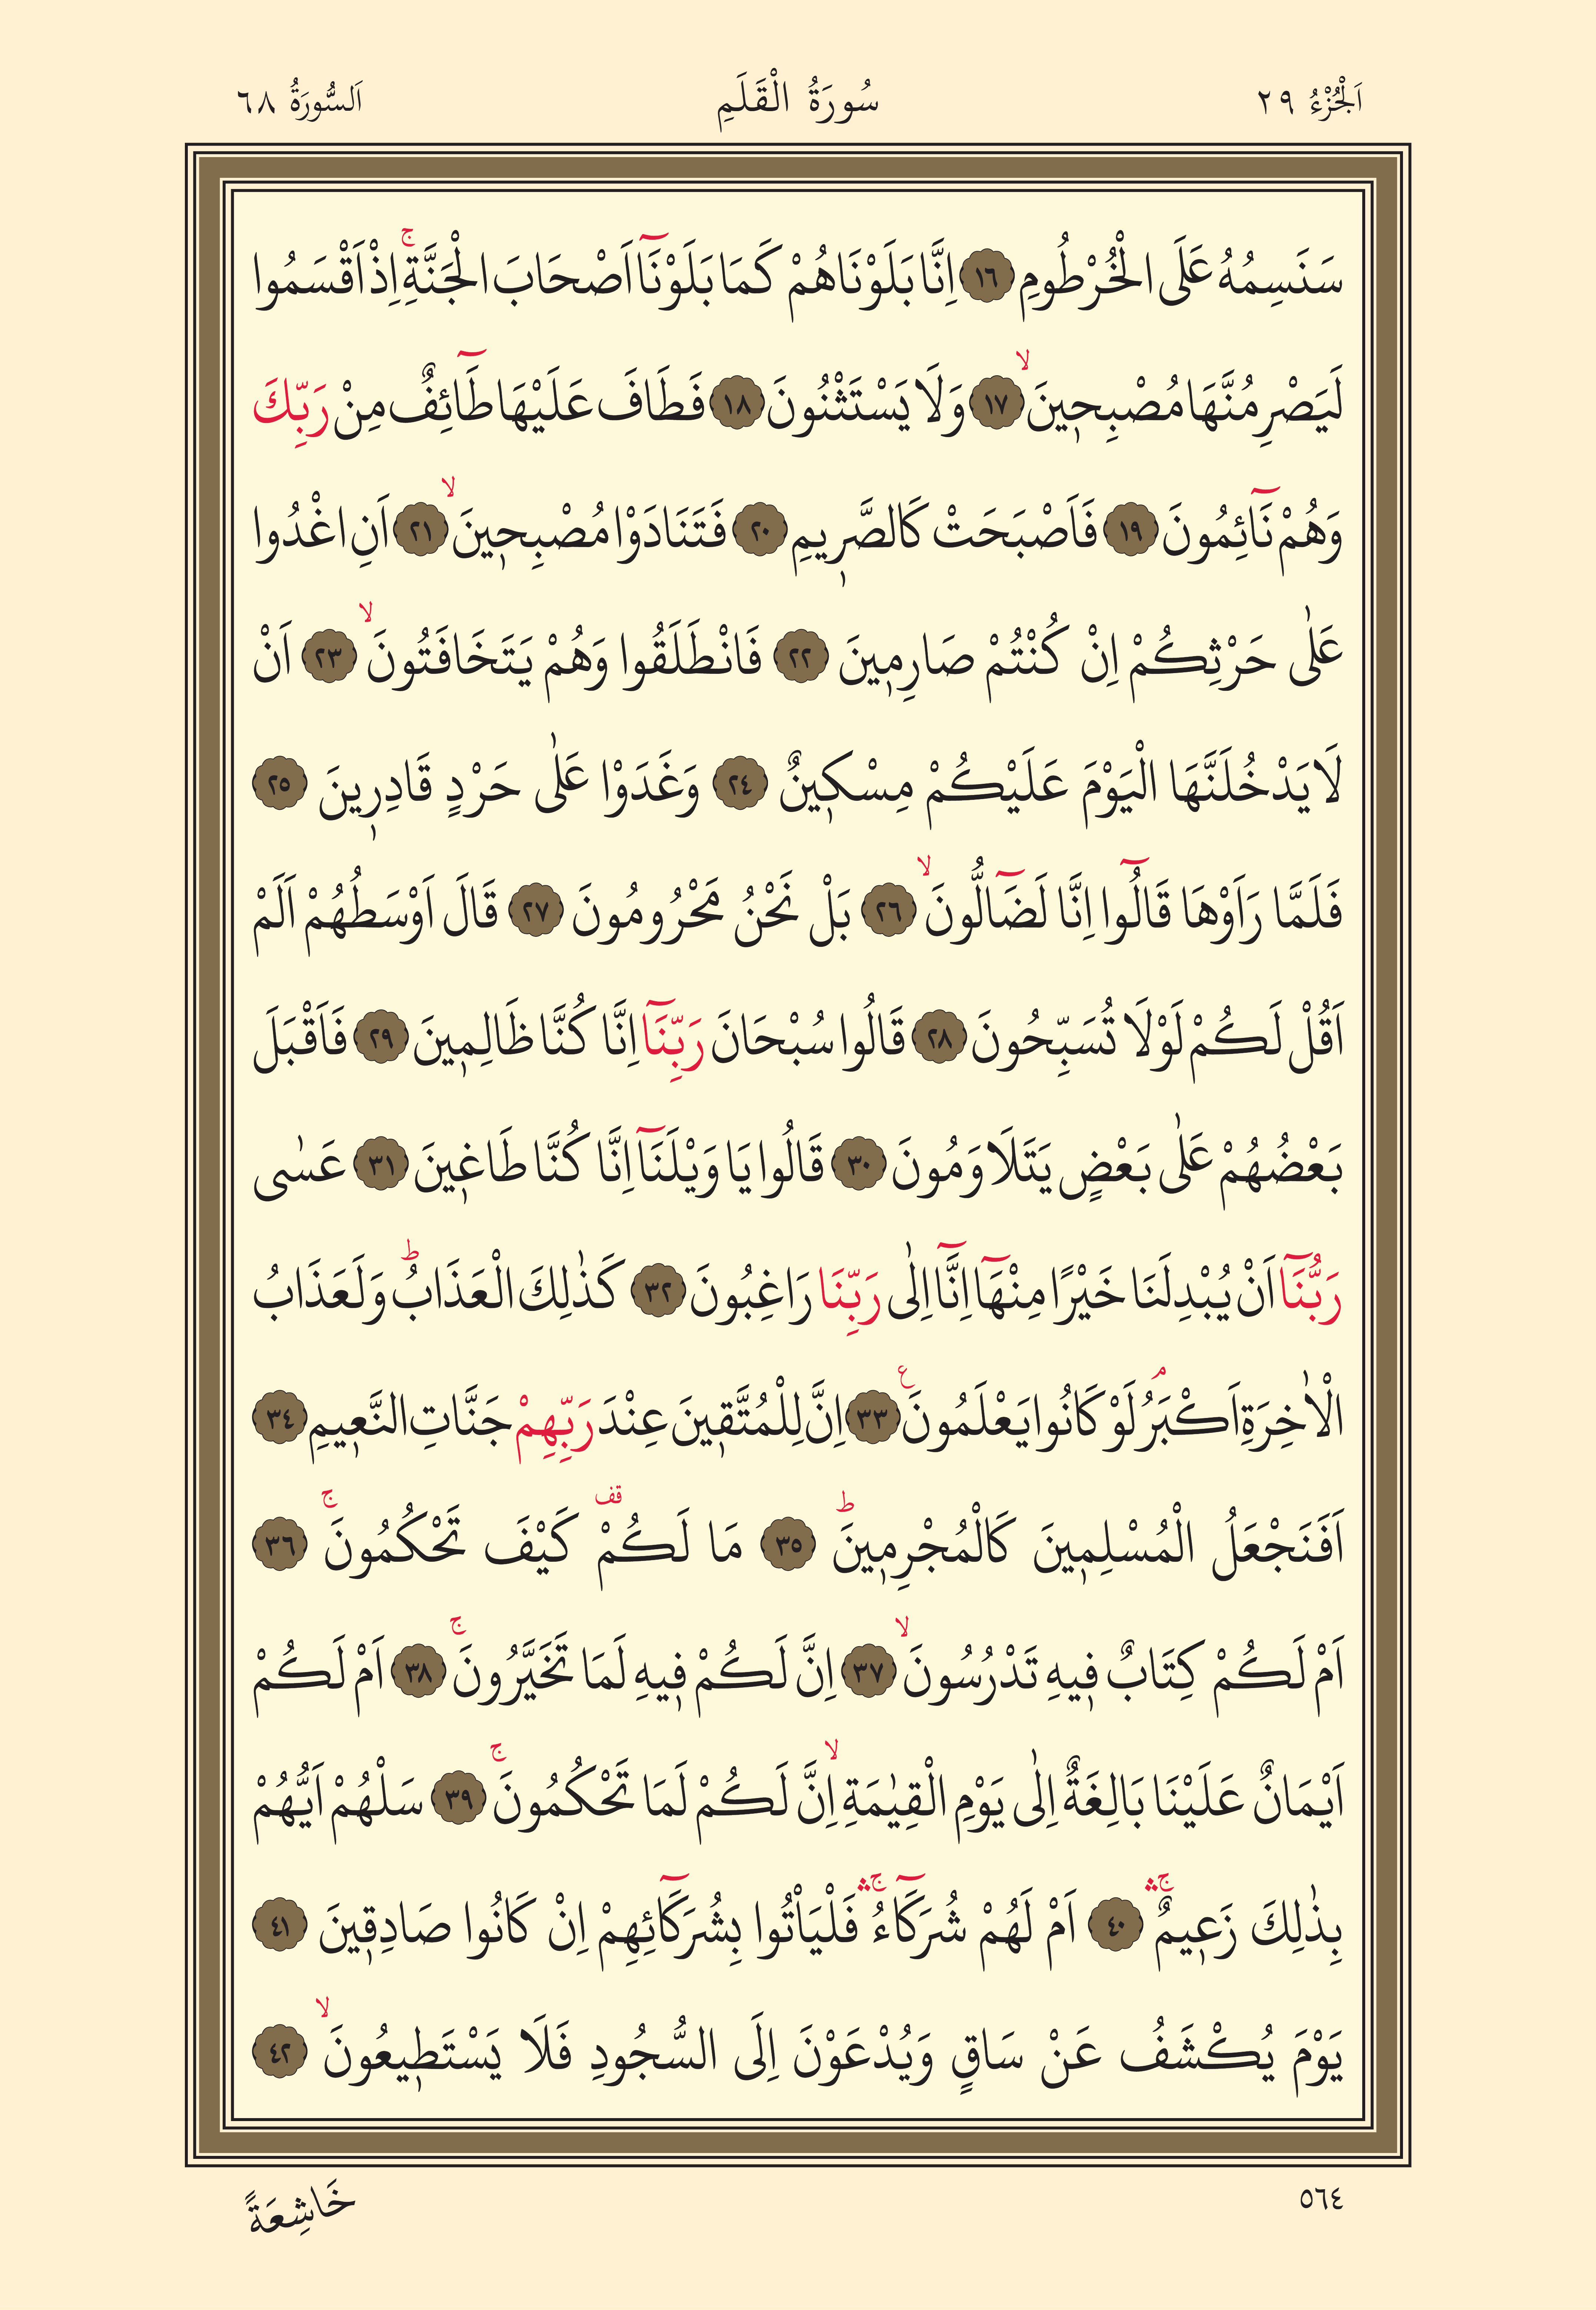 اَلْجُزْءُ ٢٩ سُورَةُ الْقَلَمِ اَلسُّورَةُ ٦٨
سَنَسِمُهُ عَلَى الْخُرْطُومِ ١٦ اِنَّا بَلَوْنَاهُمْ كَمَا بَلَوْنَٓا اَصْحَابَ الْجَنَّةِۚ اِذْ اَقْسَمُوا
لَيَصْرِمُنَّهَا مُصْبِح۪ينَۙ ١٧ وَلَا يَسْتَثْنُونَ ١٨ فَطَافَ عَلَيْهَا طَٓائِفٌ مِنْ رَبِّكَ
وَهُمْ نَٓائِمُونَ ١٩ فَاَصْبَحَتْ كَالصَّر۪يمِ ٢٠ فَتَنَادَوْا مُصْبِح۪ينَۙ ٢١ اَنِ اغْدُوا
عَلٰى حَرْثِكُمْ اِنْ كُنْتُمْ صَارِم۪ينَ ٢٢ فَانْطَلَقُوا وَهُمْ يَتَخَافَتُونَۙ ٢٣ اَنْ
لَا يَدْخُلَنَّهَا الْيَوْمَ عَلَيْكُمْ مِسْك۪ينٌ ٢٤ وَغَدَوْا عَلٰى حَرْدٍ قَادِر۪ينَ ٢٥
فَلَمَّا رَاَوْهَا قَالُٓوا اِنَّا لَضَٓالُّونَۙ ٢٦ بَلْ نَحْنُ مَحْرُومُونَ ٢٧ قَالَ اَوْسَطُهُمْ اَلَمْ
اَقُلْ لَكُمْ لَوْلَا تُسَبِّحُونَ ٢٨ قَالُوا سُبْحَانَ رَبِّنَٓا اِنَّا كُنَّا ظَالِم۪ينَ ٢٩ فَاَقْبَلَ
بَعْضُهُمْ عَلٰى بَعْضٍ يَتَلَاوَمُونَ ٣٠ قَالُوا يَا وَيْلَنَٓا اِنَّا كُنَّا طَاغ۪ينَ ٣١ عَسٰى
رَبُّنَٓا اَنْ يُبْدِلَنَا خَيْرًا مِنْهَٓا اِنَّٓا اِلٰى رَبِّنَا رَاغِبُونَ ٣٢ كَذٰلِكَ الْعَذَابُۜ وَلَعَذَابُ
الْاٰخِرَةِ اَكْبَرُۢ لَوْ كَانُوا يَعْلَمُونَ ع ٣٣ اِنَّ لِلْمُتَّق۪ينَ عِنْدَ رَبِّهِمْ جَنَّاتِ النَّع۪يمِ ٣٤
اَفَنَجْعَلُ الْمُسْلِم۪ينَ كَالْمُجْرِم۪ينَۜ ٣٥ مَا لَكُمْ۠ قف كَيْفَ تَحْكُمُونَۚ ٣٦
اَمْ لَكُمْ كِتَابٌ ف۪يهِ تَدْرُسُونَۙ ٣٧ اِنَّ لَكُمْ ف۪يهِ لَمَا تَخَيَّرُونَۚ ٣٨ اَمْ لَكُمْ
اَيْمَانٌ عَلَيْنَا بَالِغَةٌ اِلٰى يَوْمِ الْقِيٰمَةِۙ اِنَّ لَكُمْ لَمَا تَحْكُمُونَۚ ٣٩ سَلْهُمْ اَيُّهُمْ
بِذٰلِكَ زَع۪يمٌۚۛ ٤٠ اَمْ لَهُمْ شُرَكَٓاءُۚۛ فَلْيَأْتُوا بِشُرَكَٓائِهِمْ اِنْ كَانُوا صَادِق۪ينَ ٤١
يَوْمَ يُكْشَفُ عَنْ سَاقٍ وَيُدْعَوْنَ اِلَى السُّجُودِ فَلَا يَسْتَط۪يعُونَۙ ٤٢
٥٦٤ خَاشِعَةً